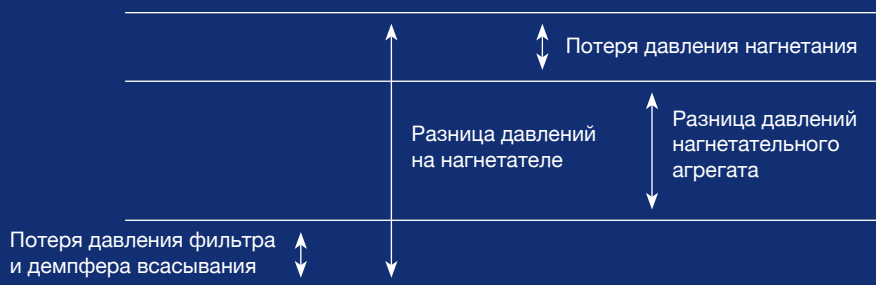 Потеря давления нагнетания
Разница давлений
на нагнетателе
Разница давлений
нагнетательного
агрегата
Потеря давления фильтра
и демпфера всасывания